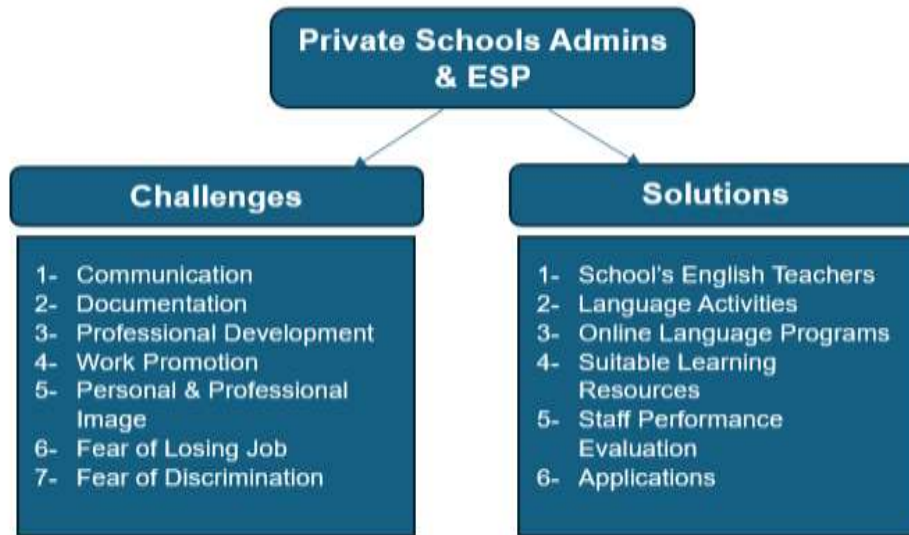 Private Schools Admins
& ESP
Challenges
1- Communication
2- Documentation
3- Professional Development
4- Work Promotion
5- Personal & Professional
Image
6- Fear of Losing Job
7- Fear of Discrimination
Solutions
1- School's English Teachers
2- Language Activities
3- Online Language Programs
4- Suitable Learning
Resources
5- Staff Performance
Evaluation
6- Applications